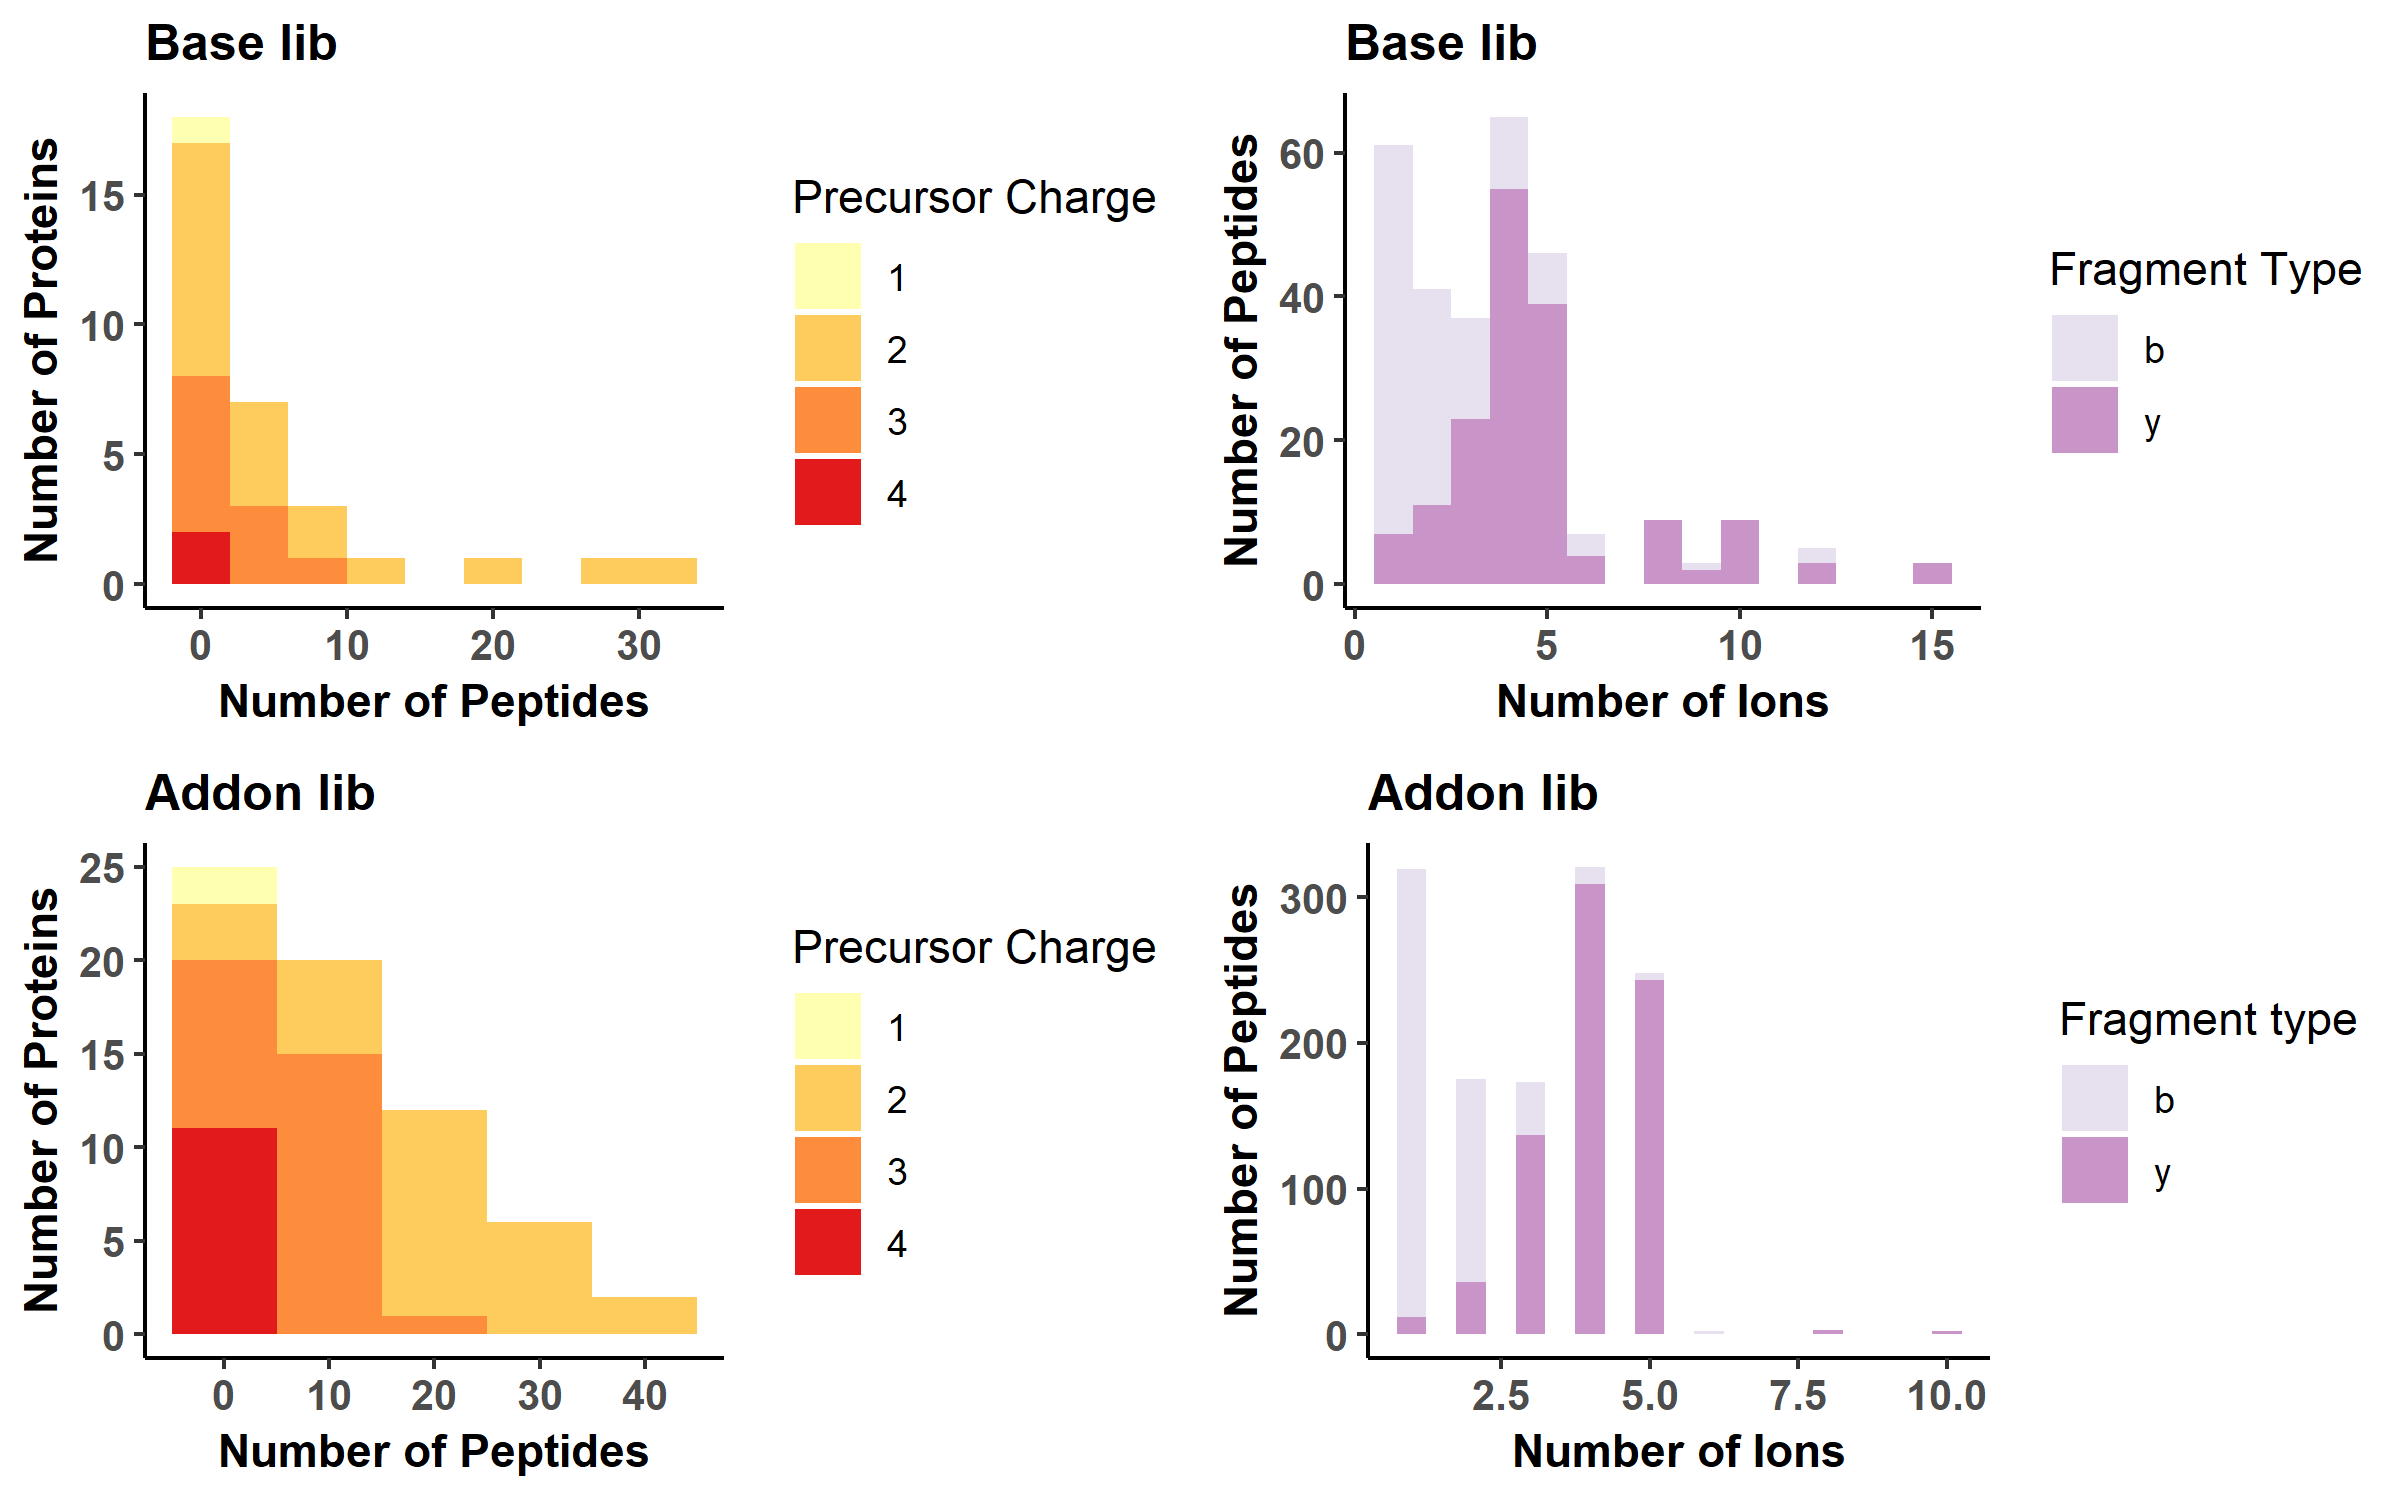 Base lib
Number of Proteins
15
10
5
0
0 10 20 30
Number of Peptides
Precursor Charge
1
2
3
4
Base lib
Number of Peptides
60
40
20
0
0 5 10 15
Number of Ions
Fragment Type
b
y
Addon lib
Number of Proteins
25
20
15
10
5
0
0 10 20 30 40
Number of Peptides
Precursor Charge
1
2
3
4
Addon lib
Number of Peptides
300
200
100
0
2.5 5.0 7.5 10.0
Number of Ions
Fragment type
b
y